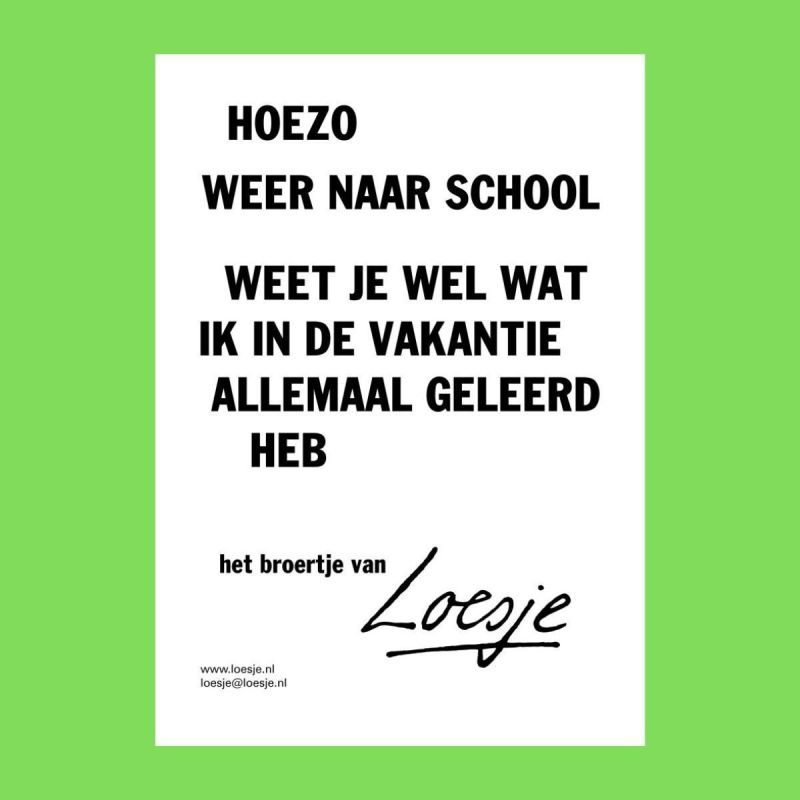 HOEZO
WEER NAAR SCHOOL
WEET JE WEL WAT
IK IN DE VAKANTIE
ALLEMAAL GELEERD
HEB
het broertje van Loesje
www.loesje.nl
loesje@loesje.nl